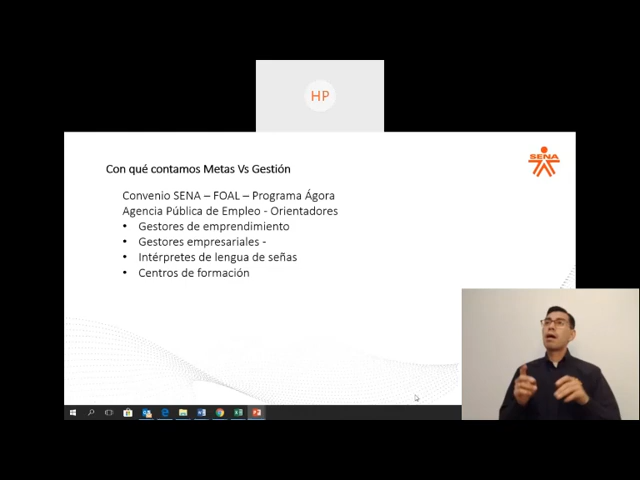 HP
SENA
Con qué contamos Metas Vs Gestión
Convenio SENA – FOAL – Programa Ágora
Agencia Pública de Empleo - Orientadores
• Gestores de emprendimiento
• Gestores empresariales -
• Intérpretes de lengua de señas
• Centros de formación